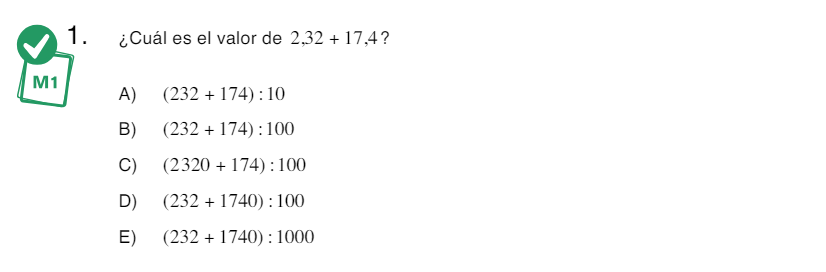 1. ¿Cuál es el valor de 2,32 + 17,4?
M1
A) (232 + 174) : 10
B) (232 + 174) : 100
C) (2320 + 174) : 100
D) (232 + 1740) : 100
E) (232 + 1740) : 1000